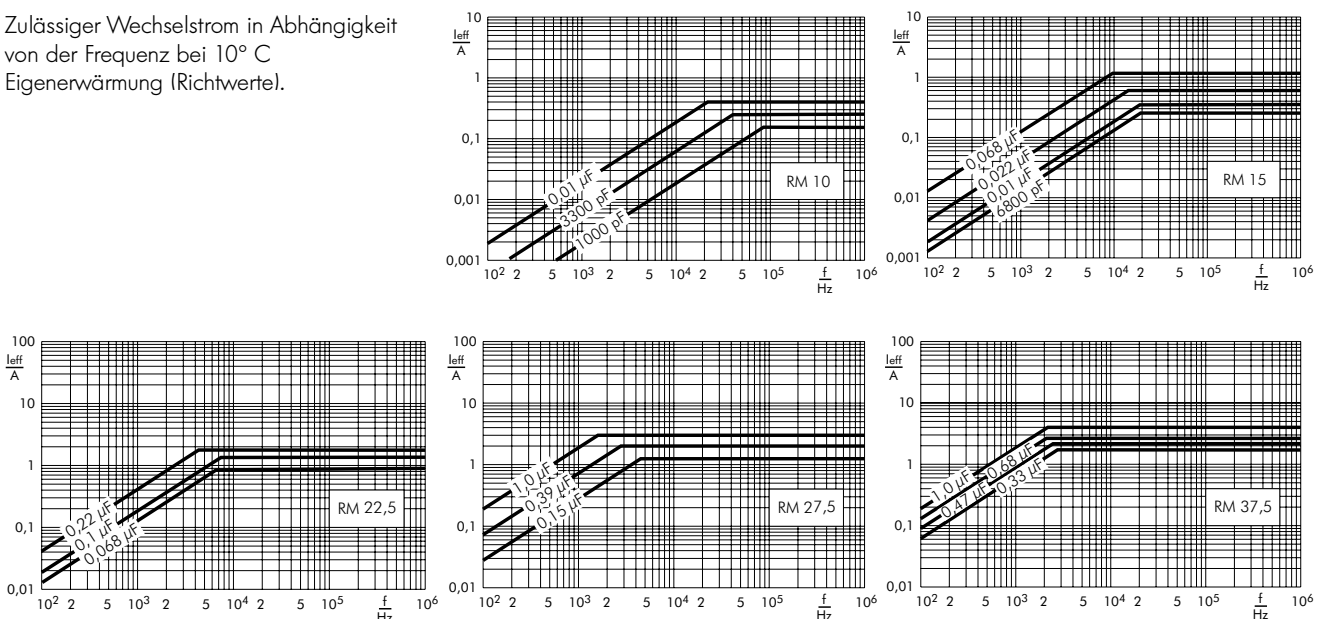 Zulässiger Wechselstrom in Abhängigkeit
von der Frequenz bei 10° C
Eigenerwärmung (Richtwerte).
10
Ieff
A
1
0,1
0,01
0,001
0,01 µF
3300 pF
1000 pF
RM 10
10² 2 5 10³ 2 5 10⁴ 2 5 10⁵ f 10⁶
Hz
10
Ieff
A
1
0,1
0,01
0,001
0,068 µF
0,022 µF
0,01 µF
6800 pF
RM 15
10² 2 5 10³ 2 5 10⁴ 2 5 10⁵ f 10⁶
Hz
100
Ieff
A
10
1
0,1
0,01
0,22 µF
0,1 µF
0,068 µF
RM 22,5
10² 2 5 10³ 2 5 10⁴ 2 5 10⁵ f 10⁶
Hz
100
Ieff
A
10
1
0,1
0,01
1,0 µF
0,39 µF
0,15 µF
RM 27,5
10² 2 5 10³ 2 5 10⁴ 2 5 10⁵ f 10⁶
Hz
100
Ieff
A
10
1
0,1
0,01
1,0 µF
0,68 µF
0,47 µF
0,33 µF
RM 37,5
10² 2 5 10³ 2 5 10⁴ 2 5 10⁵ f 10⁶
Hz